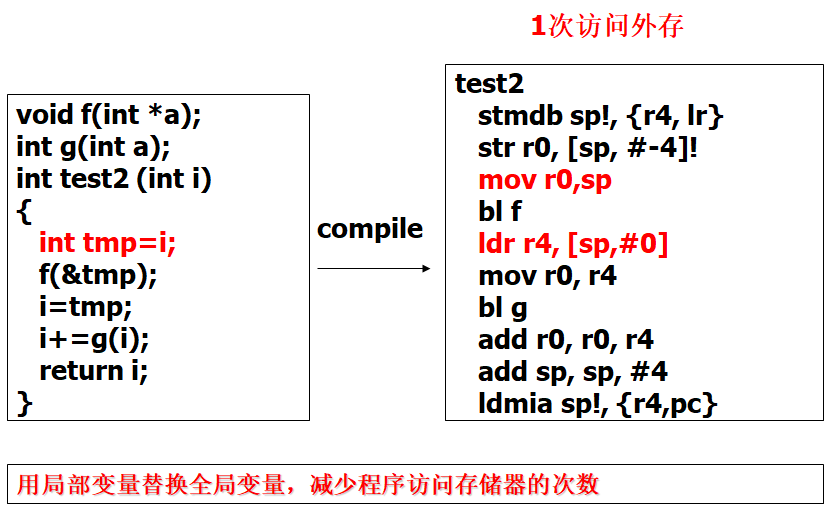 1次访问外存
void f(int *a);
int g(int a);
int test2 (int i)
{
int tmp=i;
f(&tmp);
i=tmp;
i+=g(i);
return i;
}
compile
test2
stmdb sp!, {r4, lr}
str r0, [sp, #-4]!
mov r0,sp
bl f
ldr r4, [sp,#0]
mov r0, r4
bl g
add r0, r0, r4
add sp, sp, #4
ldmia sp!, {r4,pc}
用局部变量替换全局变量，减少程序访问存储器的次数